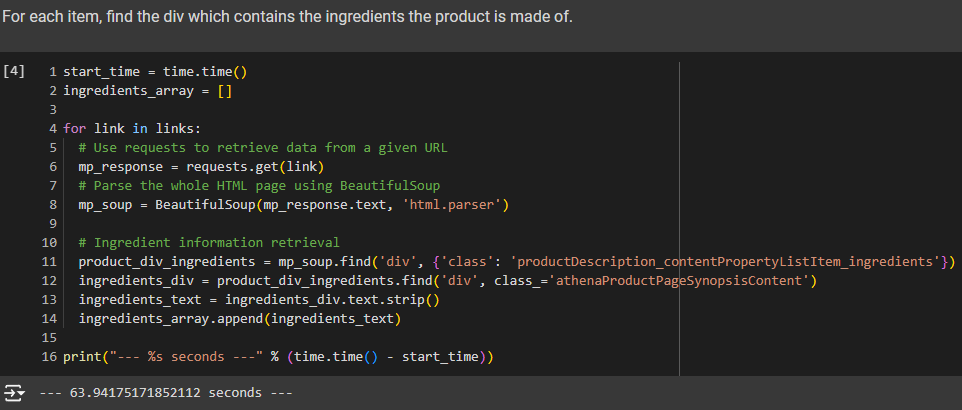 For each item, find the div which contains the ingredients the product is made of.
[4]
1 start_time = time.time()
2 ingredients_array = []
3
4 for link in links:
5   # Use requests to retrieve data from a given URL
6   mp_response = requests.get(link)
7   # Parse the whole HTML page using BeautifulSoup
8   mp_soup = BeautifulSoup(mp_response.text, 'html.parser')
9
10   # Ingredient information retrieval
11   product_div_ingredients = mp_soup.find('div', {'class': 'productDescription_contentPropertyListItem_ingredients'})
12   ingredients_div = product_div_ingredients.find('div', class_='athenaProductPageSynopsisContent')
13   ingredients_text = ingredients_div.text.strip()
14   ingredients_array.append(ingredients_text)
15
16 print("--- %s seconds ---" % (time.time() - start_time))
--- 63.94175171852112 seconds ---